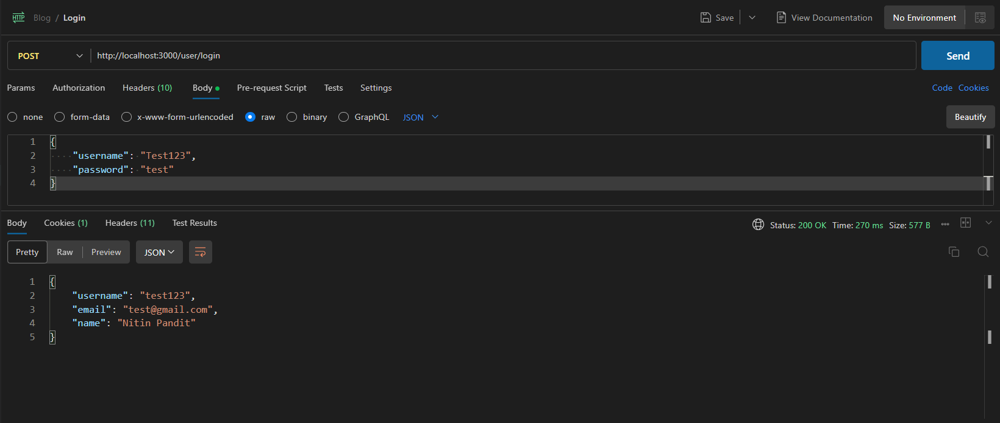 HTTP Blog / Login Save View Documentation No Environment
POST http://localhost:3000/user/login Send
Params Authorization Headers (10) Body Pre-request Script Tests Settings Code Cookies
none form-data x-www-form-urlencoded raw binary GraphQL JSON Beautify
1 {
2 "username": "Test123",
3 "password": "test"
4 }
Body Cookies (1) Headers (11) Test Results Status: 200 OK Time: 270 ms Size: 577 B
Pretty Raw Preview JSON
1 {
2 "username": "test123",
3 "email": "test@gmail.com",
4 "name": "Nitin Pandit"
5 }